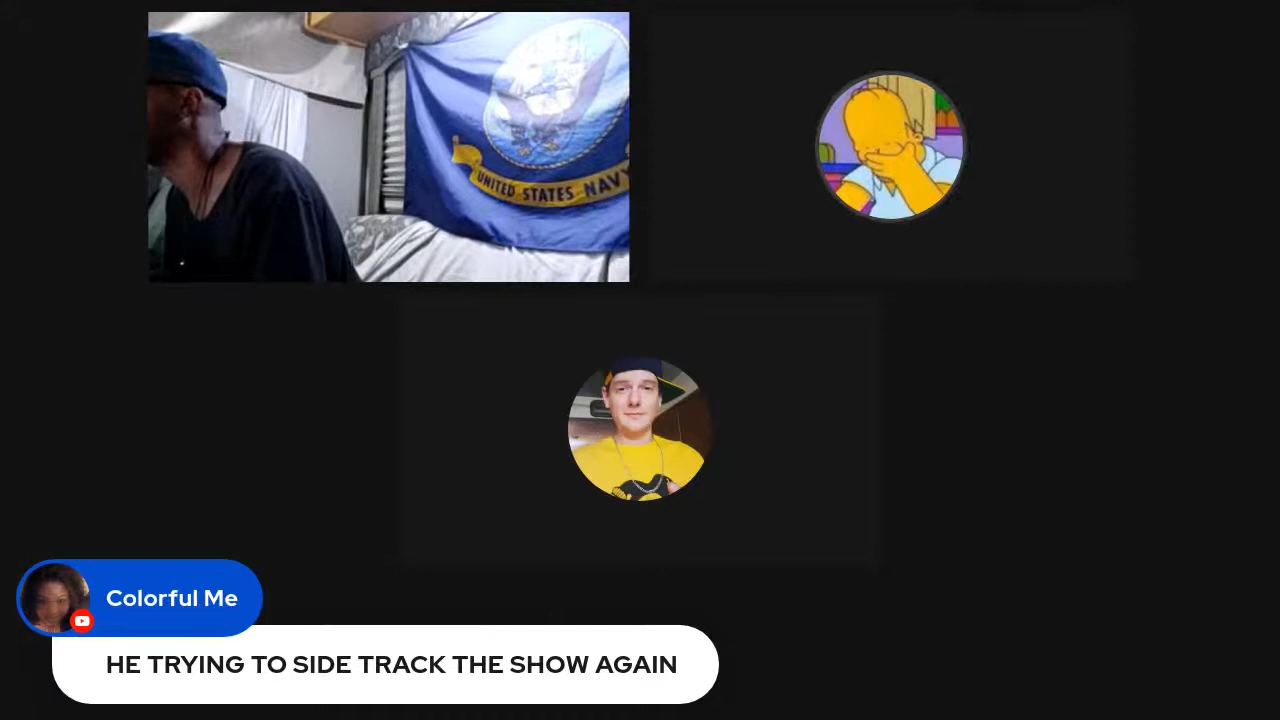 UNITED STATES NAVY
Colorful Me
HE TRYING TO SIDE TRACK THE SHOW AGAIN